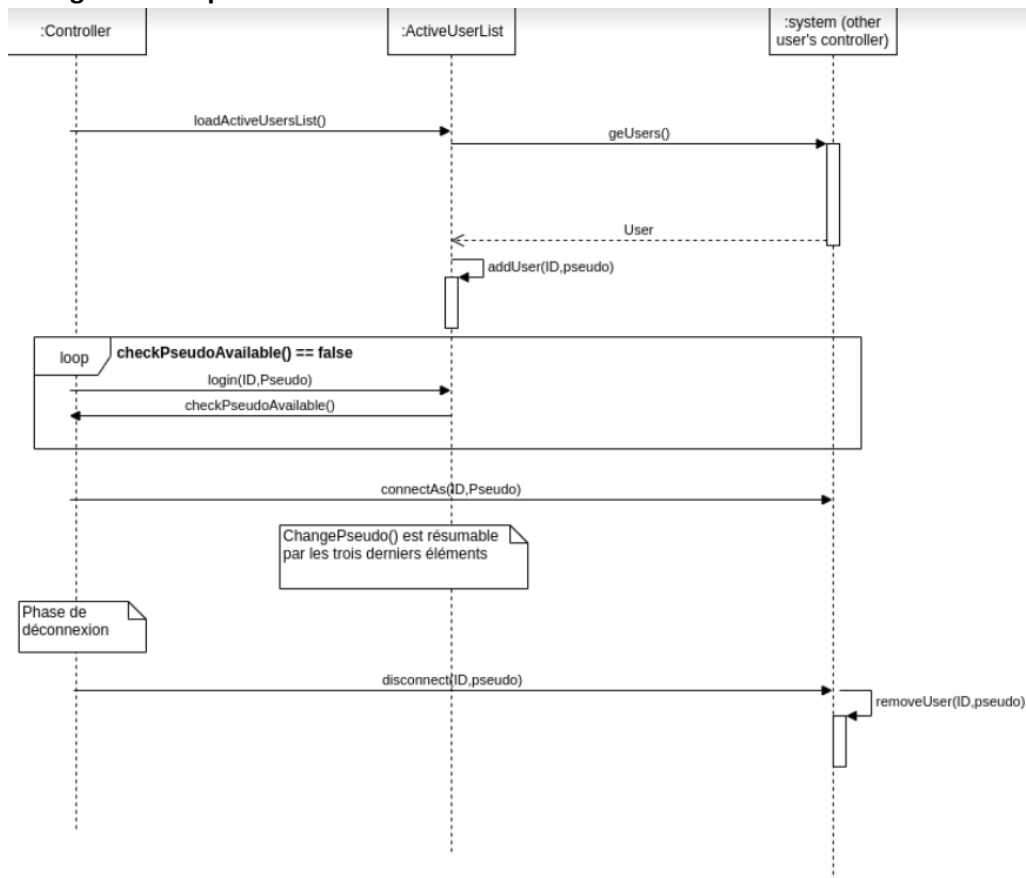 :Controller
:ActiveUserList
:system (other
user's controller)
loadActiveUsersList()
geUsers()
User
addUser(ID,pseudo)
loop
checkPseudoAvailable() == false
login(ID,Pseudo)
checkPseudoAvailable()
connectAs(ID,Pseudo)
ChangePseudo() est résumable
par les trois derniers éléments
Phase de
déconnexion
disconnect(ID,pseudo)
removeUser(ID,pseudo)